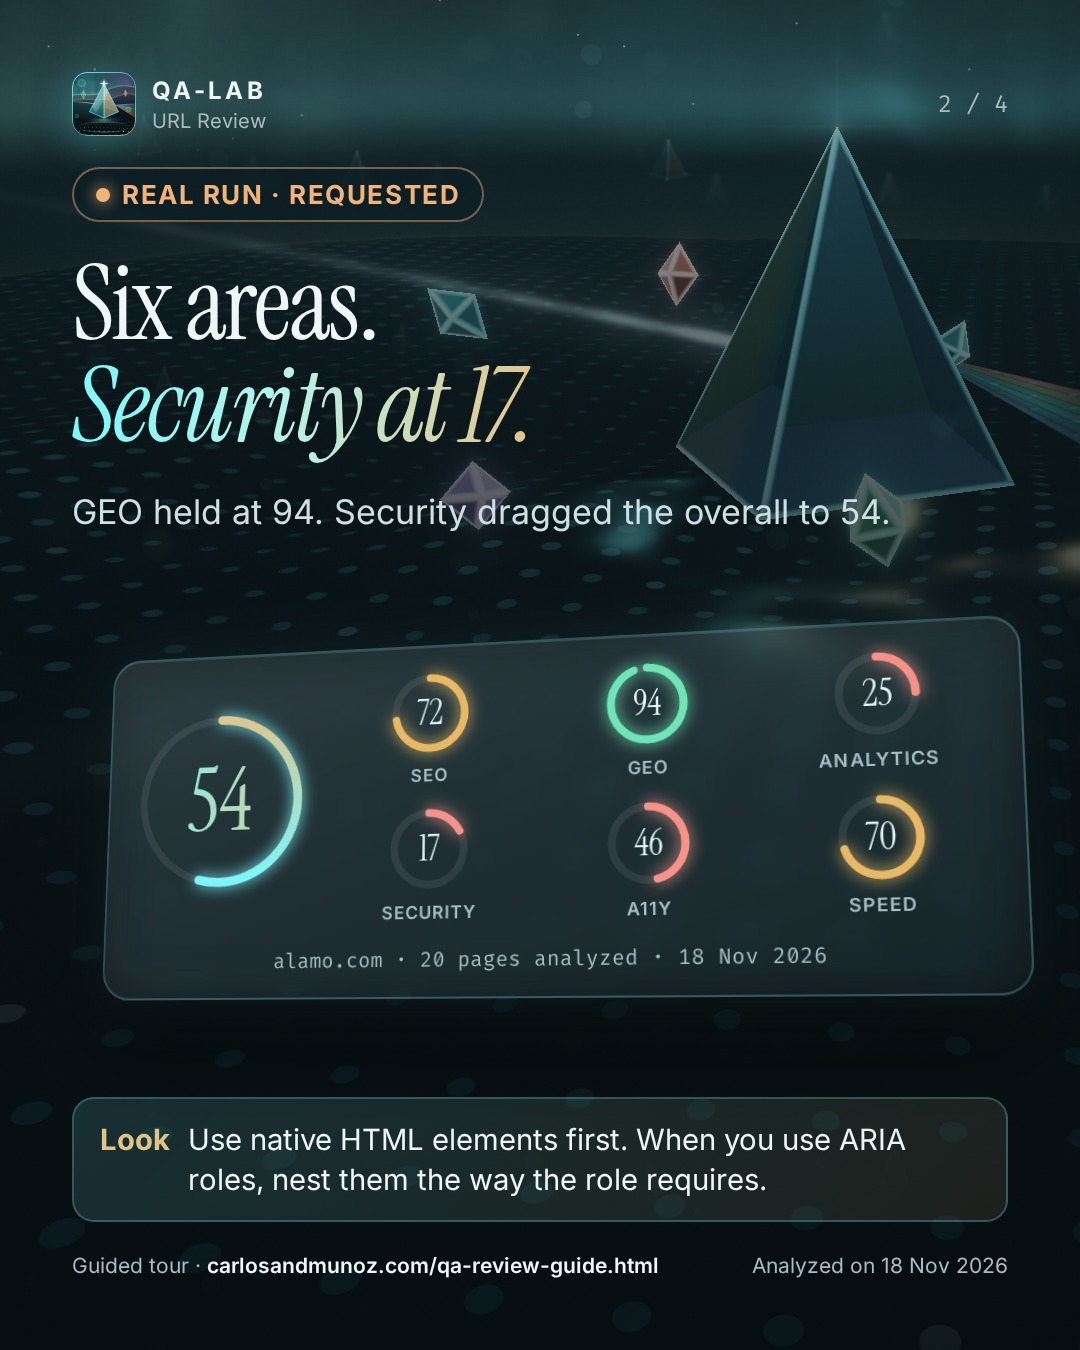 QA-LAB
URL Review
2 / 4
REAL RUN · REQUESTED
Six areas.
Security at 17.
GEO held at 94. Security dragged the overall to 54.
54
72
SEO
94
GEO
25
ANALYTICS
17
SECURITY
46
A11Y
70
SPEED
alamo.com · 20 pages analyzed · 18 Nov 2026
Look Use native HTML elements first. When you use ARIA
roles, nest them the way the role requires.
Guided tour · carlosandmunoz.com/qa-review-guide.html
Analyzed on 18 Nov 2026